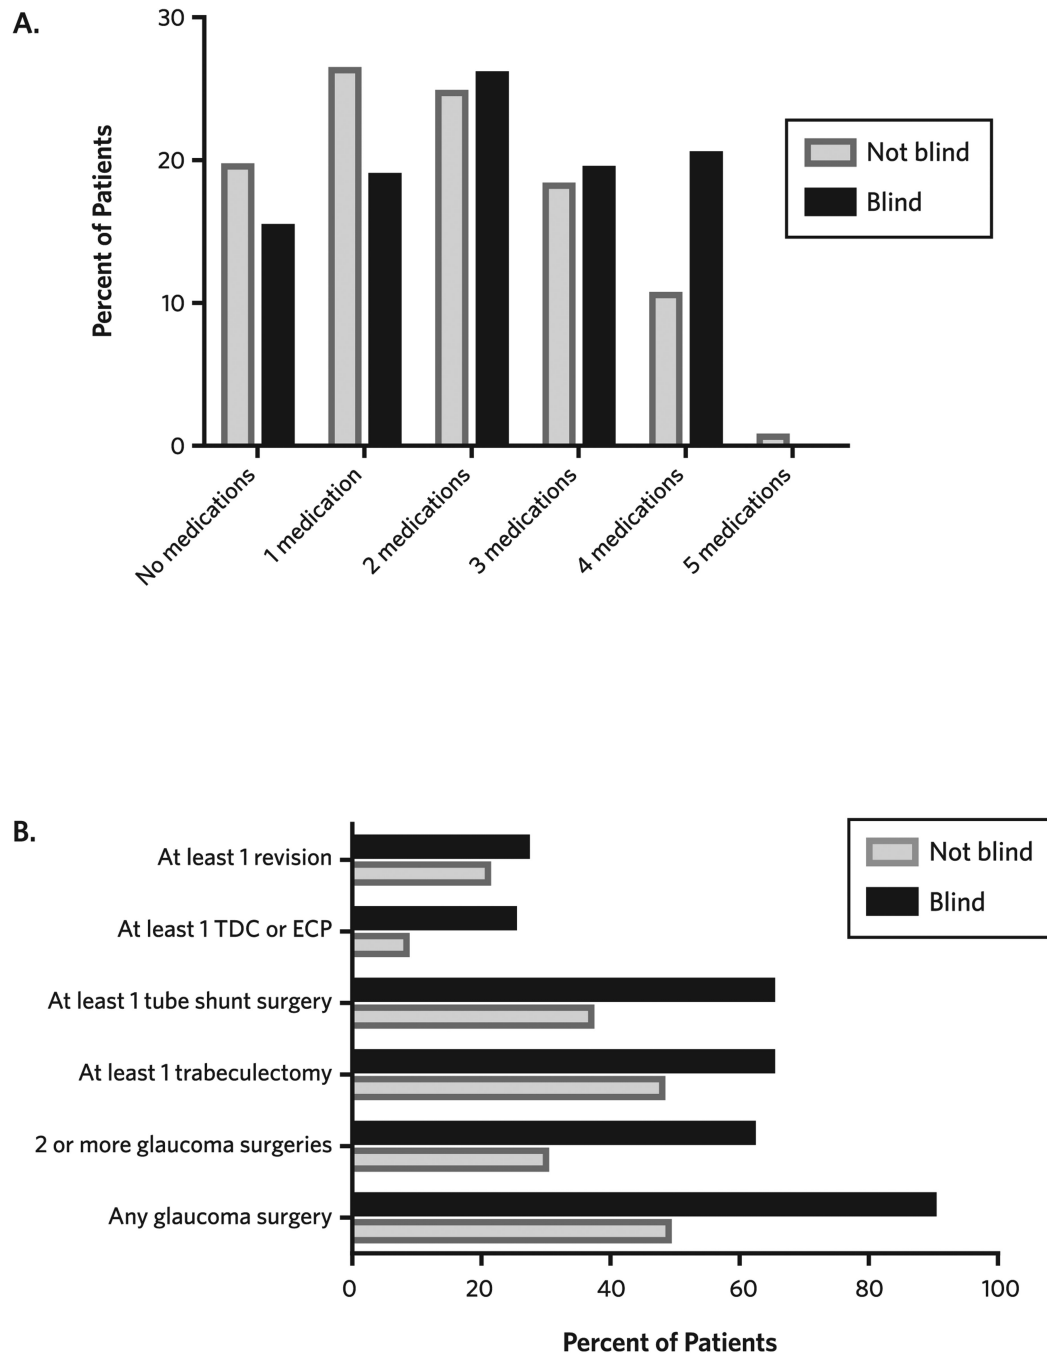 A.
30
20
10
0
Percent of Patients
No medications
1 medication
2 medications
3 medications
4 medications
5 medications
Not blind
Blind
B.
At least 1 revision
At least 1 TDC or ECP
At least 1 tube shunt surgery
At least 1 trabeculectomy
2 or more glaucoma surgeries
Any glaucoma surgery
0 20 40 60 80 100
Percent of Patients
Not blind
Blind